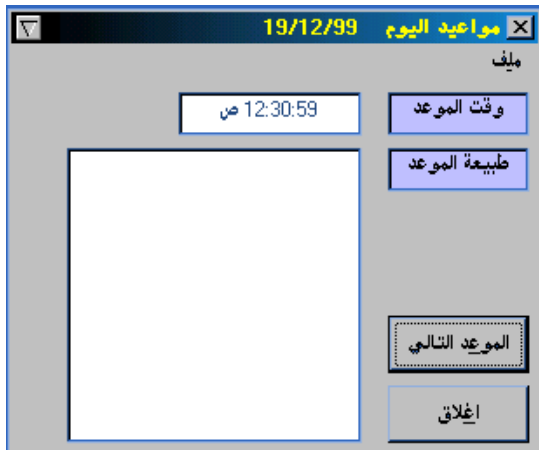 مواعيد اليوم 19/12/99
ملف
وقت الموعد 12:30:59 ص
طبيعة الموعد
الموعد التالي
اغلاق